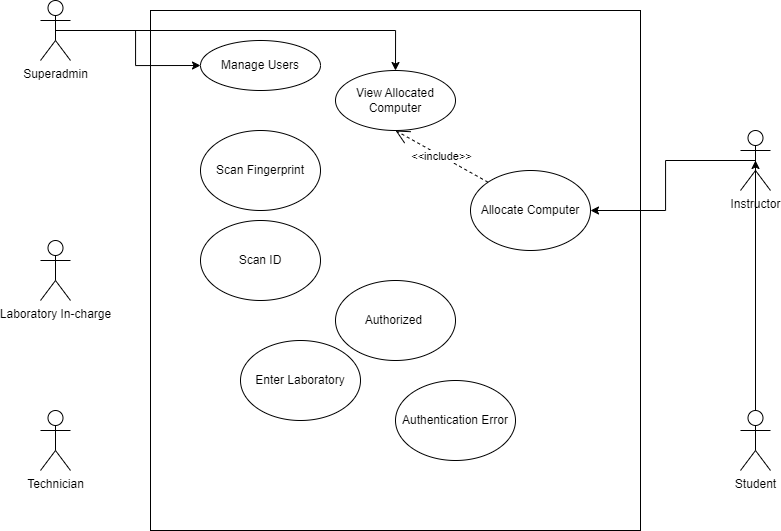 Superadmin
Manage Users
View Allocated
Computer
<<include>>
Scan Fingerprint
Allocate Computer
Instructor
Scan ID
Laboratory In-charge
Authorized
Enter Laboratory
Authentication Error
Technician
Student